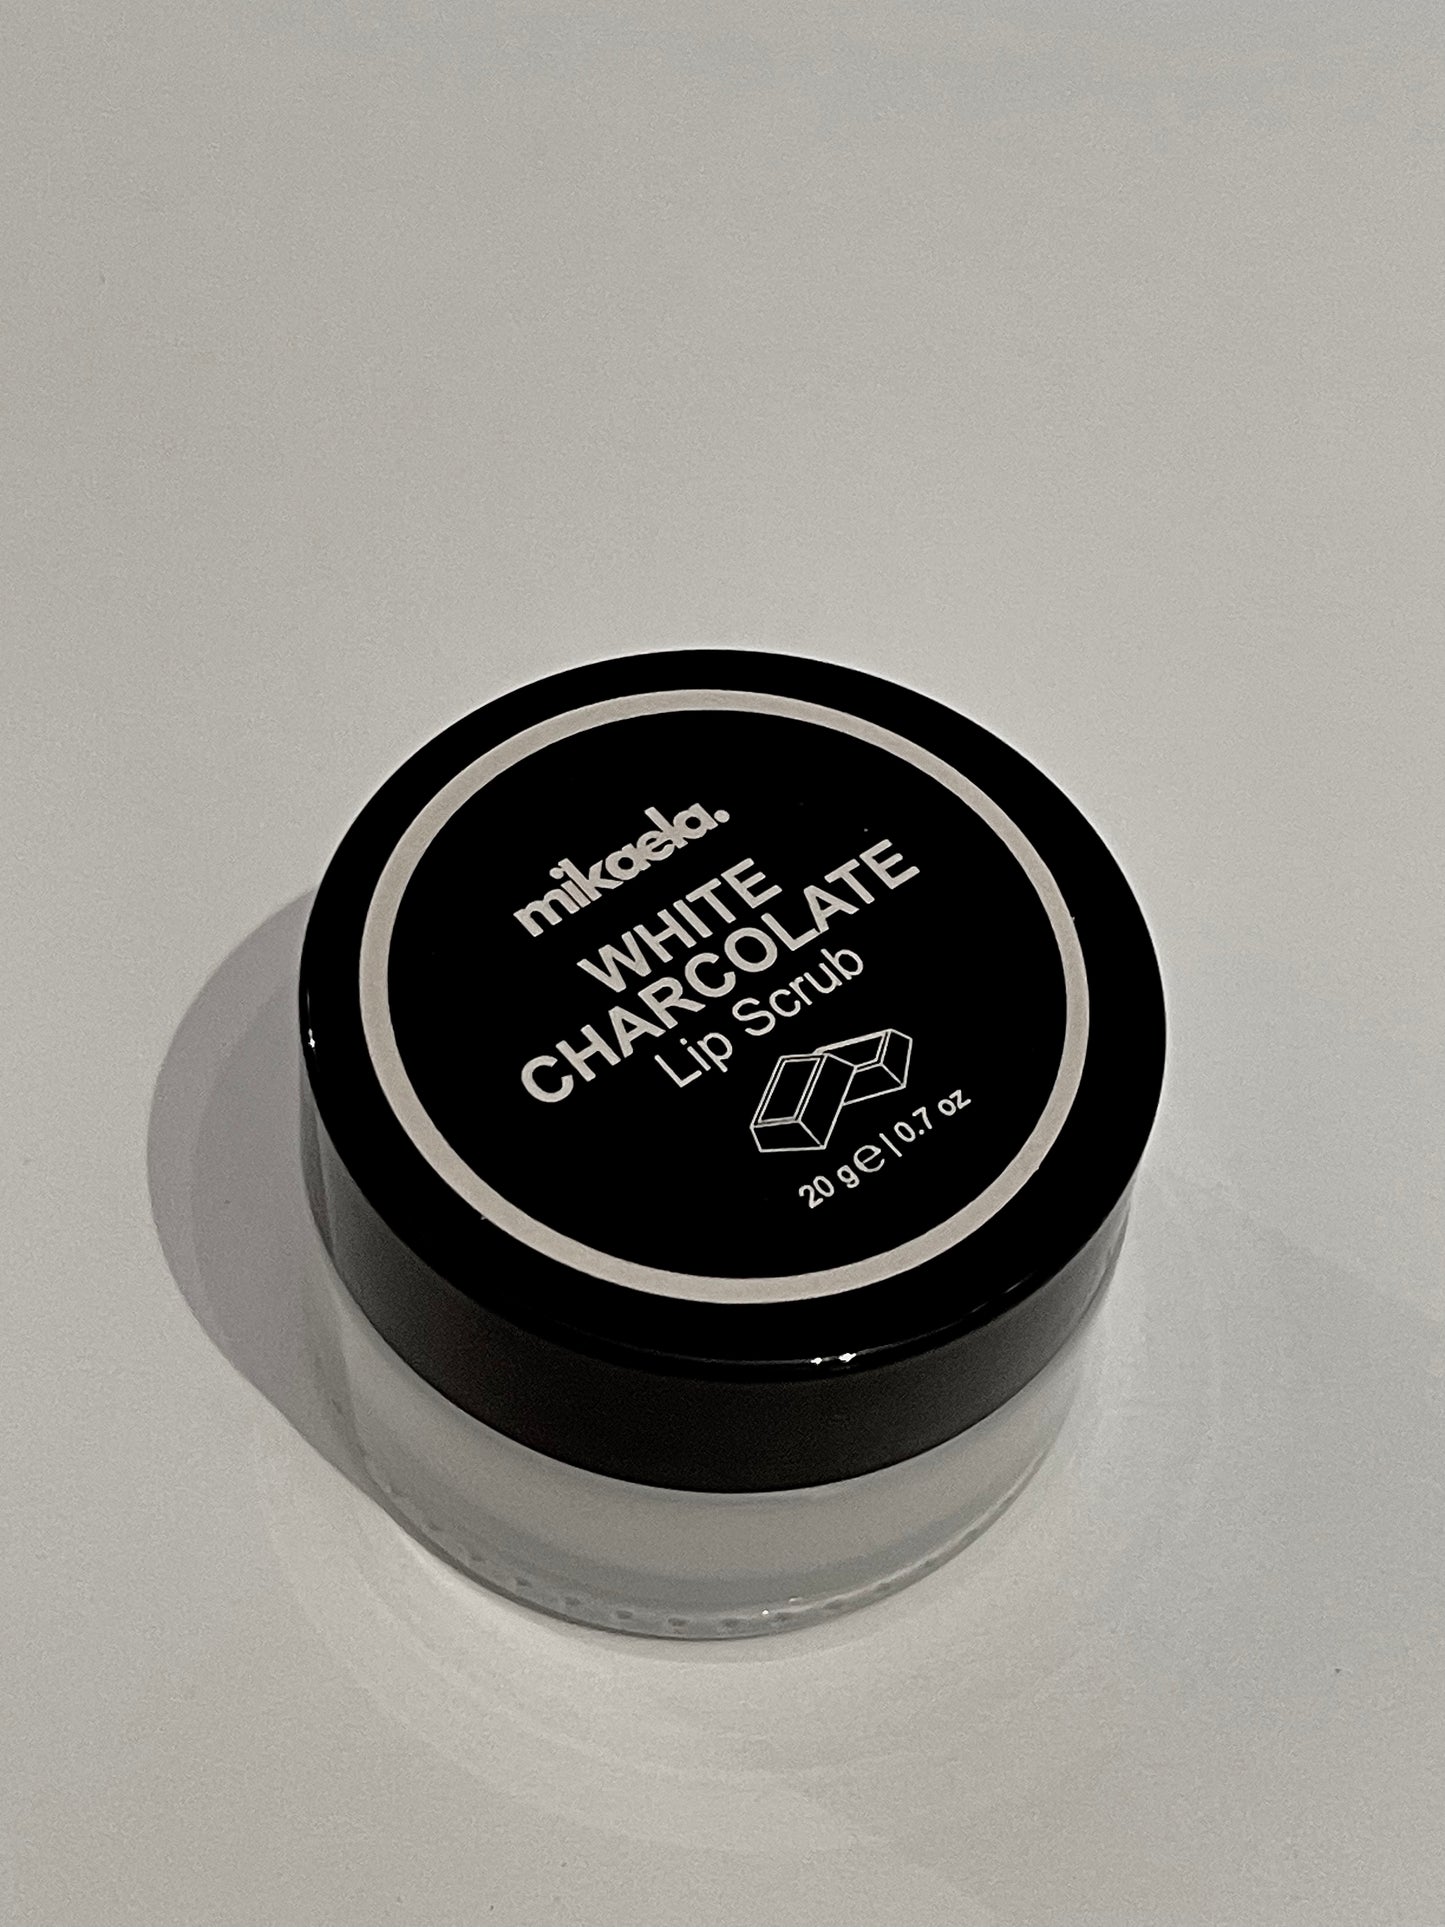 mikaela.
WHITE
CHARCOLATE
Lip Scrub
20 g ℮ | 0.7 oz